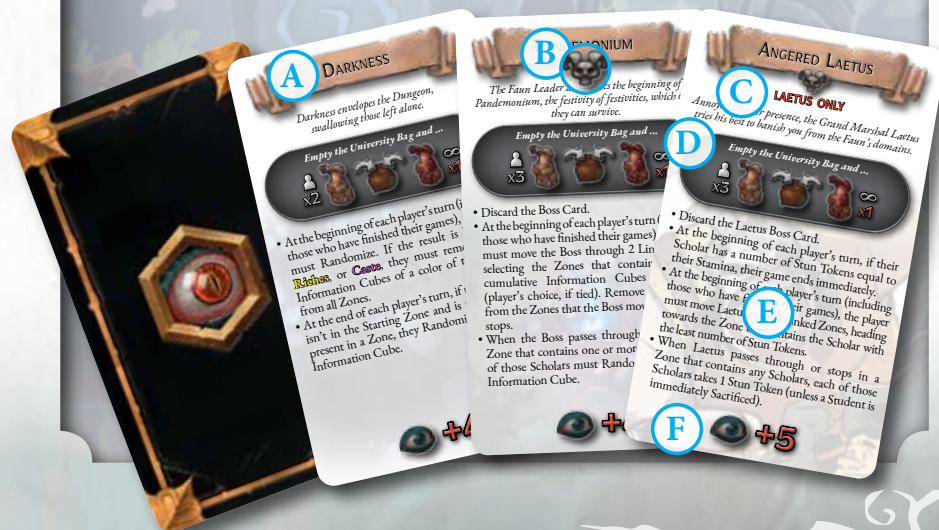 A
DARKNESS
Darkness envelopes the Dungeon,
swallowing those left alone.
Empty the University Bag and ...
x2
∞
x1
• At the beginning of each player's turn (i
those who have finished their games),
must Randomize. If the result is
Riches, or Caste, they must rem
Information Cubes of a color of t
from all Zones.
• At the end of each player's turn, if
isn't in the Starting Zone and is
present in a Zone, they Randomi
Information Cube.
+4
B
MONIUM
The Faun Leader the beginning of
Pandemonium, the festivity of festivities, which
they can survive.
Empty the University Bag and ...
x3
∞
• Discard the Boss Card.
• At the beginning of each player's turn (
those who have finished their games)
must move the Boss through 2 Lin
selecting the Zones that contain
cumulative Information Cubes
(player's choice, if tied). Remove
from the Zones that the Boss mov
stops.
• When the Boss passes through
Zone that contains one or mor
of those Scholars must Rando
Information Cube.
+
ANGERED LAETUS
C
LAETUS ONLY
Annoy presence, the Grand Marshal Laetus
tries his best to banish you from the Faun's domains.
D
Empty the University Bag and ...
x3
∞
x1
• Discard the Laetus Boss Card.
• At the beginning of each player's turn, if their
Scholar has a number of Stun Tokens equal to
their Stamina, their game ends immediately.
• At the beginning of each player's turn (including
those who have fi eir games), the player
must move Laetu nked Zones, heading
towards the Zone ntains the Scholar with
the least number of Stun Tokens.
• When Laetus passes through or stops in a
Zone that contains any Scholars, each of those
Scholars takes 1 Stun Token (unless a Student is
immediately Sacrificed).
E
F
+5